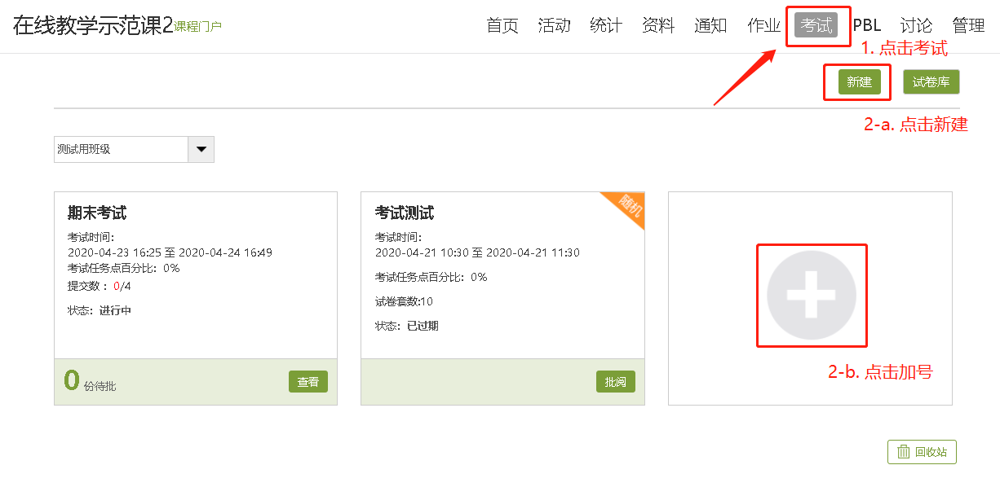 在线教学示范课2课程门户
首页 活动 统计 资料 通知 作业 考试 PBL 讨论 管理
1. 点击考试
新建 试卷库
2-a. 点击新建
测试用班级
期末考试
考试时间:
2020-04-23 16:25 至 2020-04-24 16:49
考试任务点百分比: 0%
提交数: 0/4
状态: 进行中
0 份待批
查看
考试测试
随机
考试时间:
2020-04-21 10:30 至 2020-04-21 11:30
考试任务点百分比: 0%
试卷套数:10
状态: 已过期
批阅
2-b. 点击加号
回收站